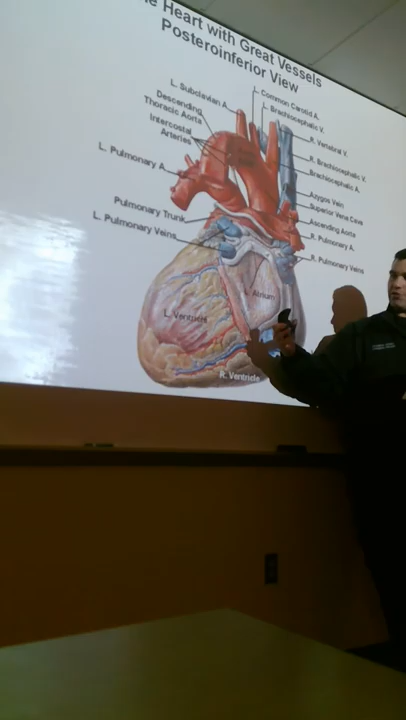 e Heart with Great Vessels
Posteroinferior View
L. Subclavian A.
Descending
Thoracic Aorta
Intercostal
Arteries
L. Pulmonary A.
Pulmonary Trunk
L. Pulmonary Veins
Common Carotid A.
L. Brachiocephalic V.
R. Vertebral V.
R. Brachiocephalic V.
Brachiocephalic A.
Azygos Vein
Superior Vena Cava
Ascending Aorta
R. Pulmonary A.
R. Pulmonary Veins
L. Atrium
L. Ventricle
R. Ventricle